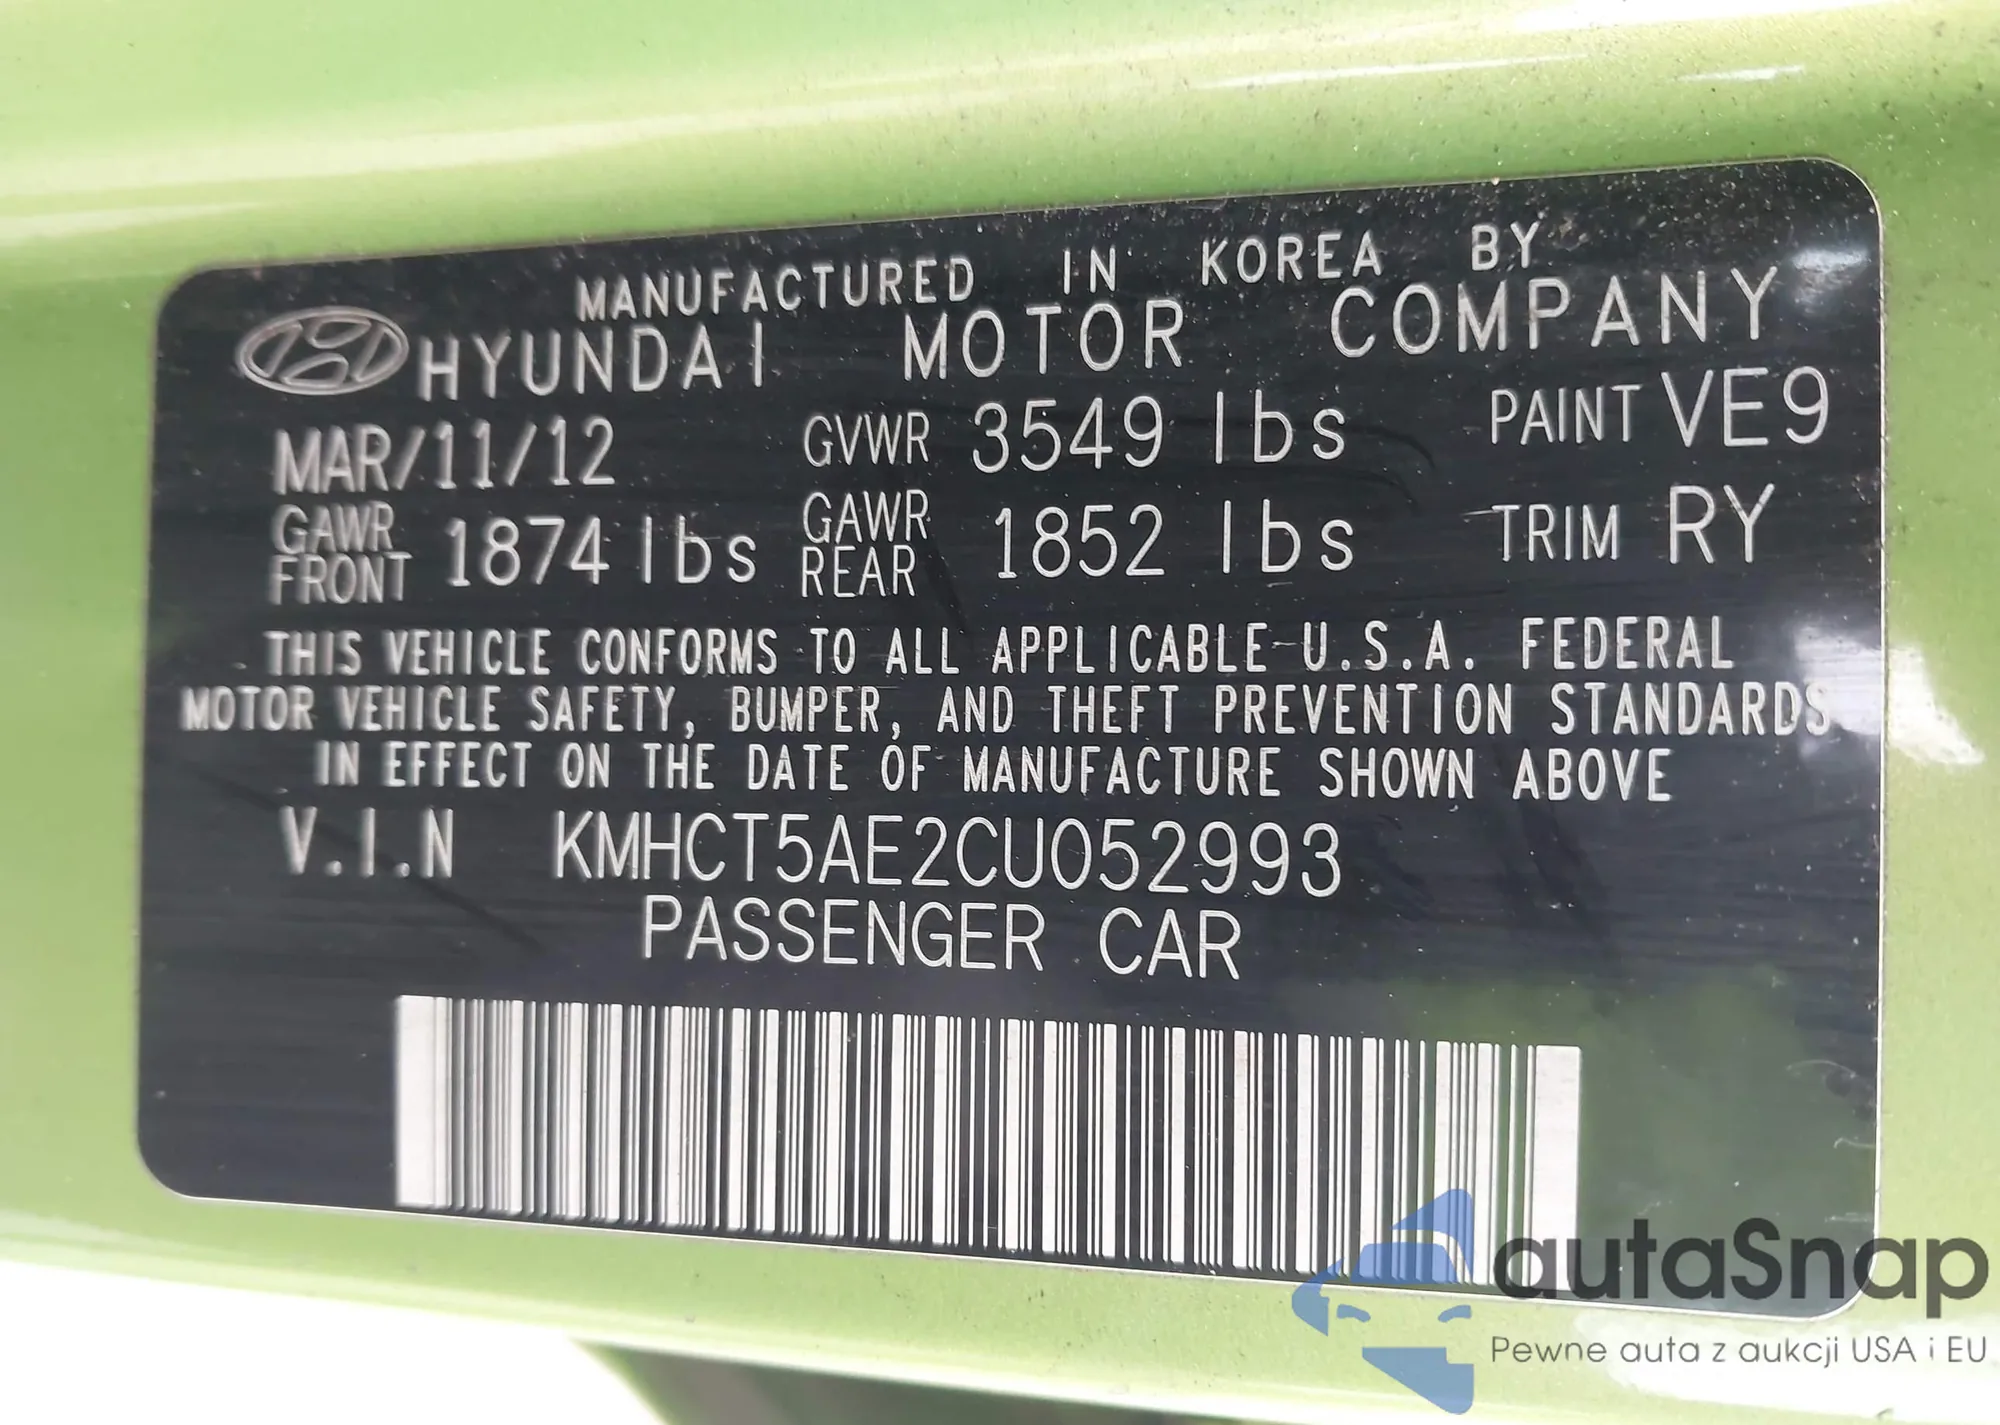 MANUFACTURED IN KOREA BY
HYUNDAI MOTOR COMPANY
MAR/11/12 GVWR 3549 lbs PAINT VE9
GAWR FRONT 1874 lbs GAWR REAR 1852 lbs TRIM RY
THIS VEHICLE CONFORMS TO ALL APPLICABLE U.S.A. FEDERAL
MOTOR VEHICLE SAFETY, BUMPER, AND THEFT PREVENTION STANDARDS
IN EFFECT ON THE DATE OF MANUFACTURE SHOWN ABOVE
V.I.N KMHCT5AE2CU052993
PASSENGER CAR
autaSnap
Pewne auta z aukcji USA i EU